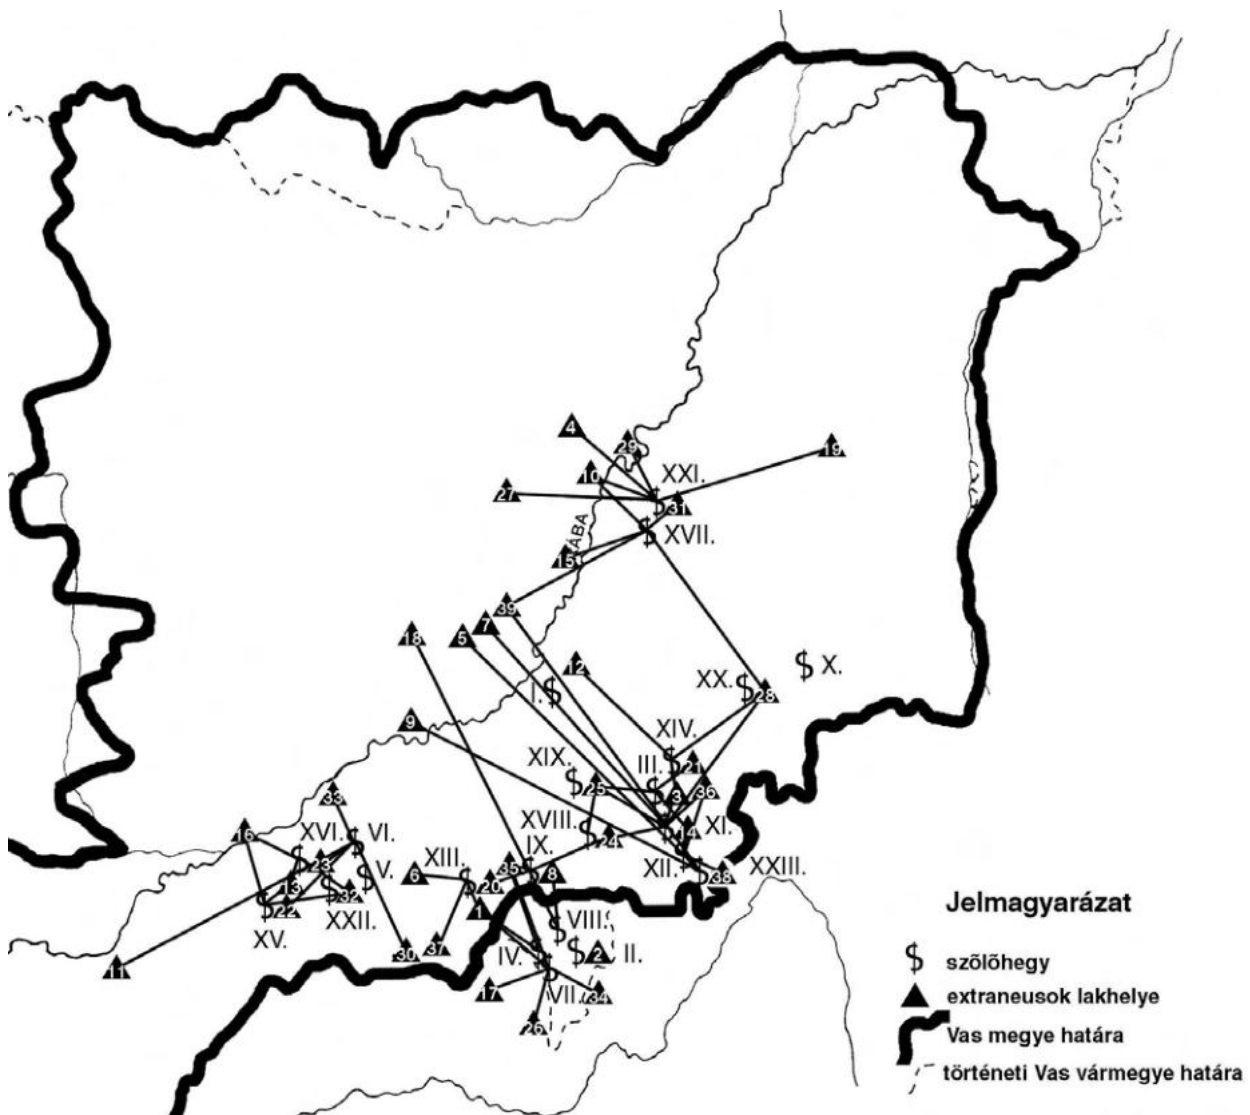 4
29
19
10
XXI.
27
31
XVII.
ÁBA
15
39
7
18
5
12
X.
XX.
28
I.
9
XIV.
XIX.
III.
21
25
3
36
33
XVIII.
14
XI.
16
XVI.
VI.
24
IX.
XII.
23
XIII.
35
8
38
XXIII.
V.
6
20
13
32
22
XXII.
1
Jelmagyarázat
XV.
VIII.
37
30
IV.
2
II.
szõlõhegy
11
17
VII.
34
extraneusok lakhelye
26
Vas megye határa
történeti Vas vármegye határa